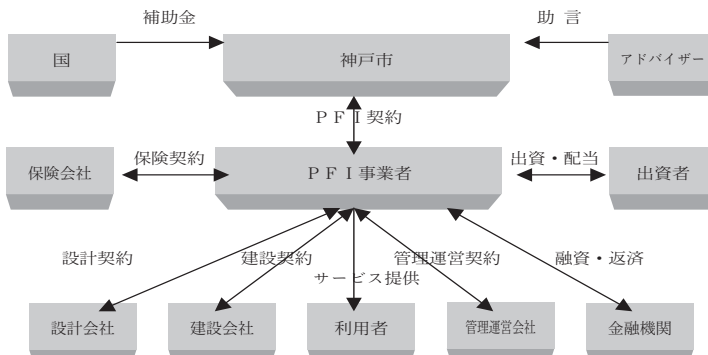 補助金
助 言
国
神戸市
アドバイザー
ＰＦＩ契約
保険会社
保険契約
ＰＦＩ事業者
出資・配当
出資者
設計契約
建設契約
管理運営契約
融資・返済
サービス提供
設計会社
建設会社
利用者
管理運営会社
金融機関